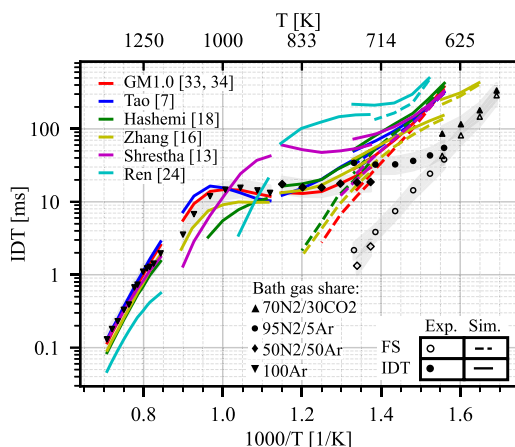 T [K]
1250 1000 833 714 625
GM1.0 [33, 34]
Tao [7]
Hashemi [18]
Zhang [16]
Shrestha [13]
Ren [24]
100
10
1
0.1
IDT [ms]
Bath gas share:
70N2/30CO2
95N2/5Ar
50N2/50Ar
100Ar
Exp. Sim.
FS
IDT
0.8 1.0 1.2 1.4 1.6
1000/T [1/K]